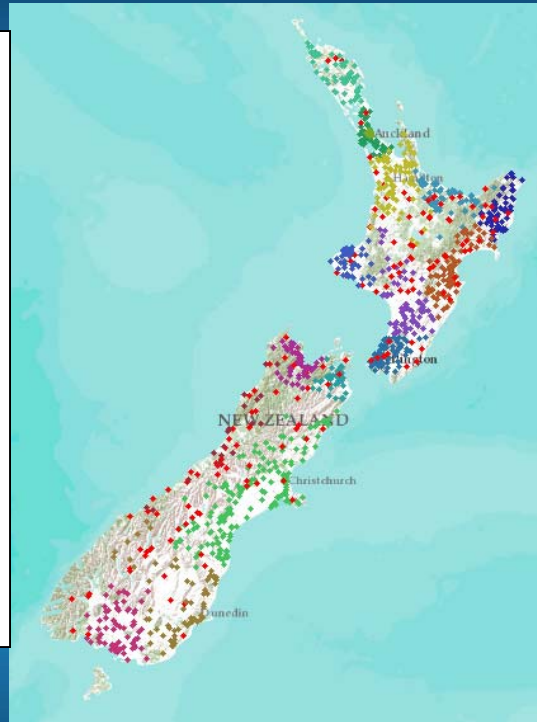 Auckland
Hamilton
Wellington
NEW ZEALAND
Christchurch
Dunedin